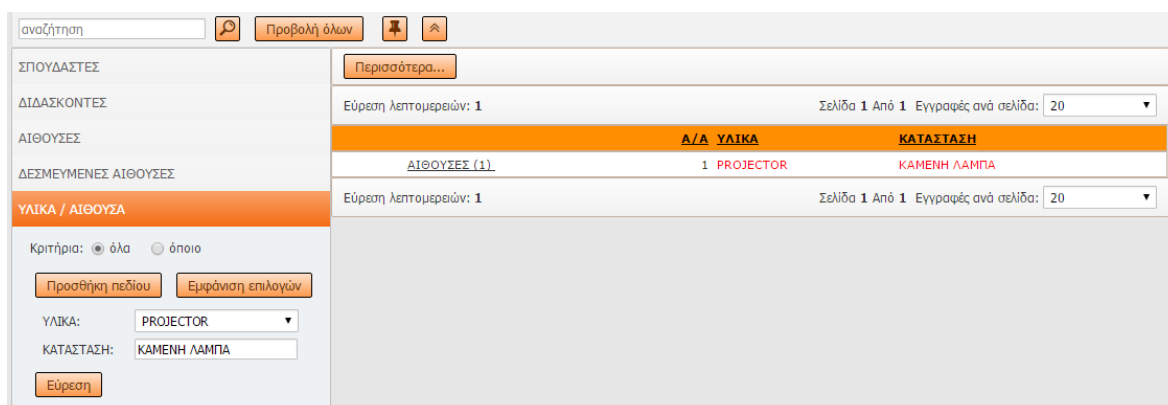 αναζήτηση Προβολή όλων
ΣΠΟΥΔΑΣΤΕΣ
ΔΙΔΑΣΚΟΝΤΕΣ
ΑΙΘΟΥΣΕΣ
ΔΕΣΜΕΥΜΕΝΕΣ ΑΙΘΟΥΣΕΣ
ΥΛΙΚΑ / ΑΙΘΟΥΣΑ
Κριτήρια: όλα όποιο
Προσθήκη πεδίου Εμφάνιση επιλογών
ΥΛΙΚΑ: PROJECTOR
ΚΑΤΑΣΤΑΣΗ: ΚΑΜΕΝΗ ΛΑΜΠΑ
Εύρεση
Περισσότερα...
Εύρεση λεπτομερειών: 1 Σελίδα 1 Από 1 Εγγραφές ανά σελίδα: 20
Α/Α ΥΛΙΚΑ ΚΑΤΑΣΤΑΣΗ
ΑΙΘΟΥΣΕΣ (1) 1 PROJECTOR ΚΑΜΕΝΗ ΛΑΜΠΑ
Εύρεση λεπτομερειών: 1 Σελίδα 1 Από 1 Εγγραφές ανά σελίδα: 20